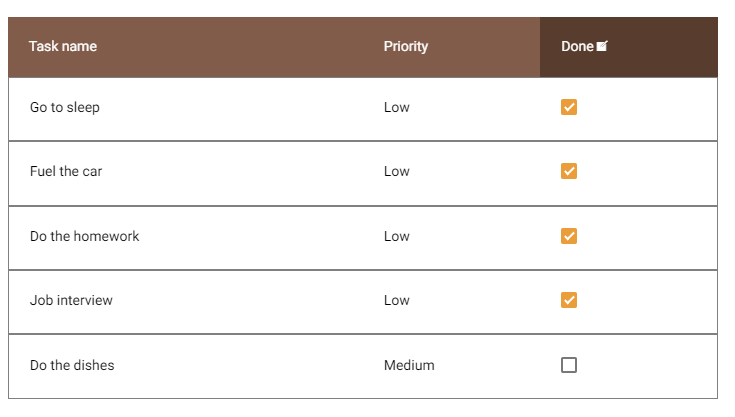 Task name Priority Done
Go to sleep Low
Fuel the car Low
Do the homework Low
Job interview Low
Do the dishes Medium